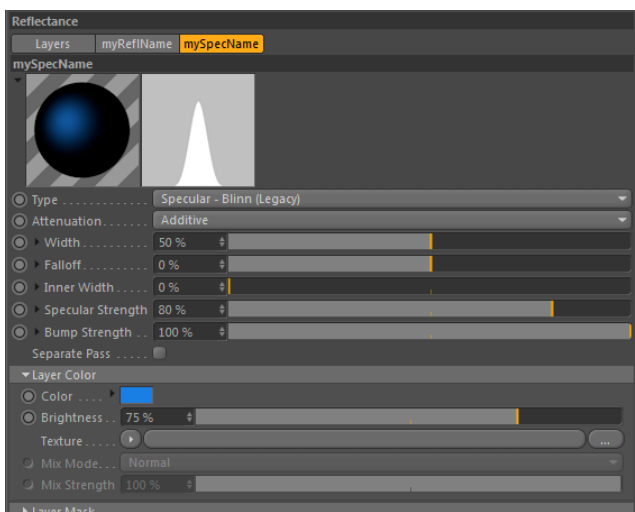 Reflectance
Layers myReflName mySpecName
mySpecName
Type . . . . . . . . . . . . . Specular - Blinn (Legacy)
Attenuation. . . . . . . Additive
Width. . . . . . . . . . 50 %
Falloff. . . . . . . . . . 0 %
Inner Width . . . . . 0 %
Specular Strength 80 %
Bump Strength . . 100 %
Separate Pass . . . . .
Layer Color
Color . . . .
Brightness . . 75 %
Texture . . . . . ...
Mix Mode. . . Normal
Mix Strength 100 %
Layer Mask